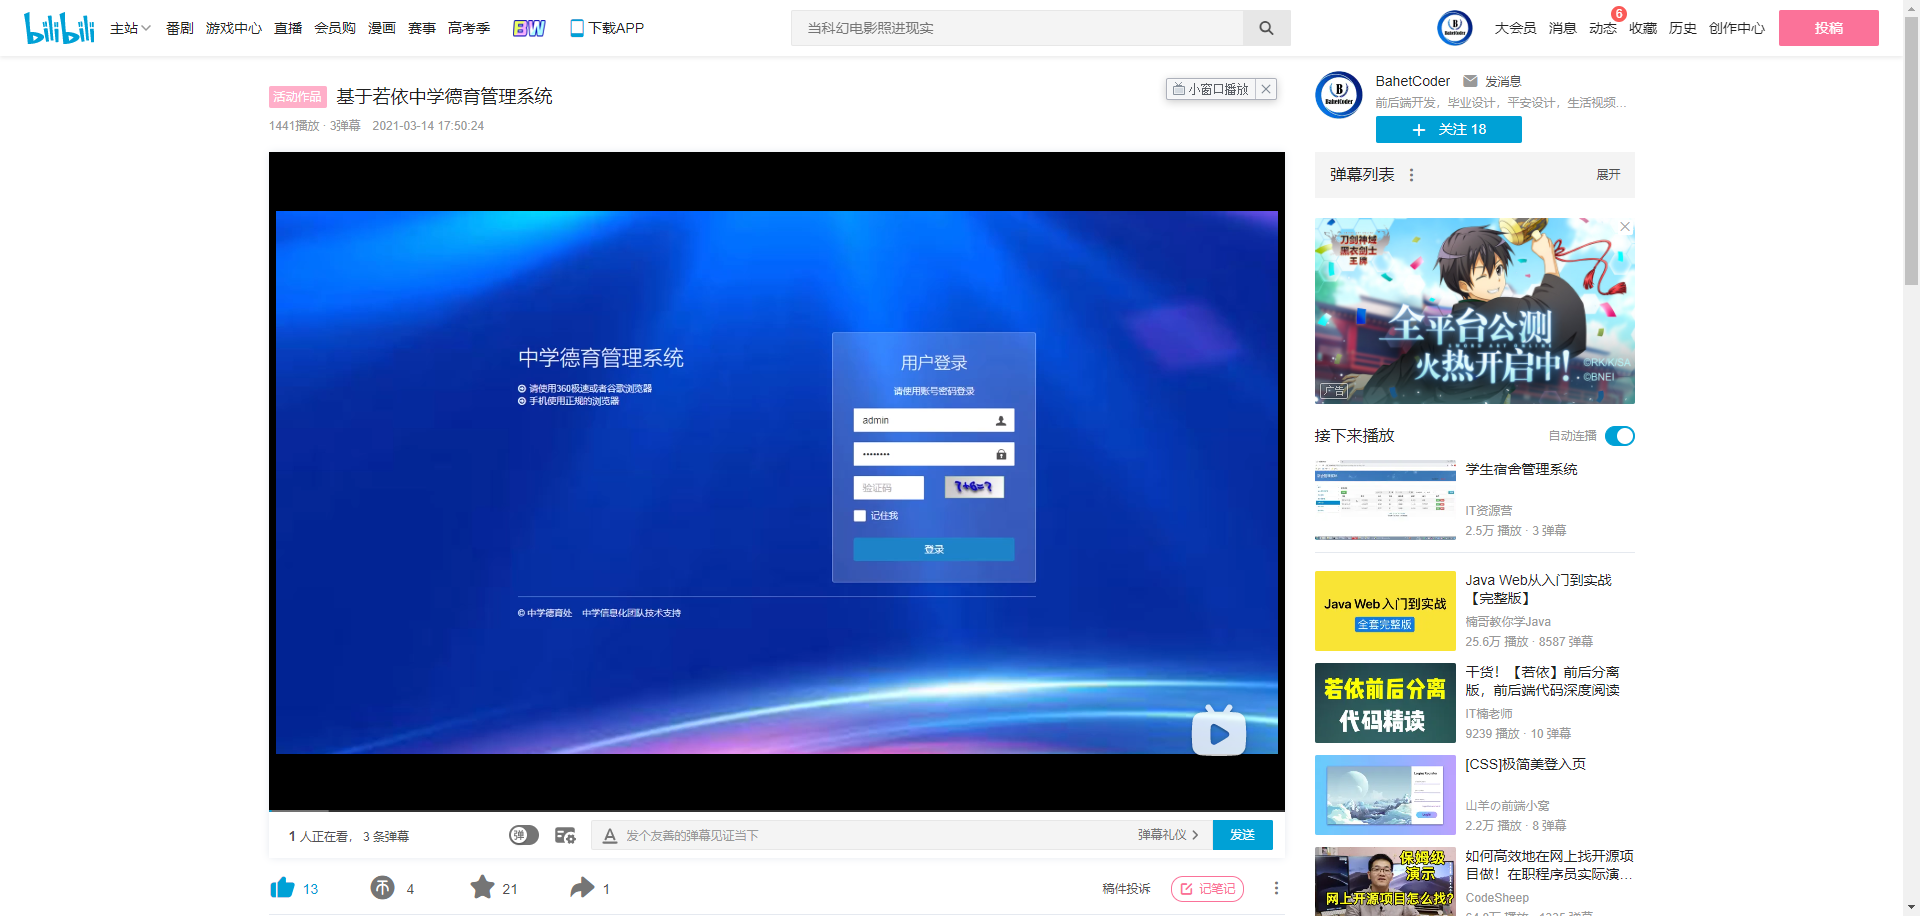 bilibili
主站
番剧
游戏中心
直播
会员购
漫画
赛事
高考季
BW
下载APP
当科幻电影照进现实
B
BahetCoder
大会员
消息
动态
6
收藏
历史
创作中心
投稿
活动作品
基于若依中学德育管理系统
1441播放 · 3弹幕
2021-03-14 17:50:24
小窗口播放
中学德育管理系统
请使用360极速或者谷歌浏览器
手机使用正规的浏览器
用户登录
请使用账号密码登录
admin
验证码
?+6=?
记住我
登录
© 中学德育处 中学信息化团队技术支持
1 人正在看， 3 条弹幕
弹
发个友善的弹幕见证当下
弹幕礼仪
发送
13
币
4
21
1
稿件投诉
记笔记
B
BahetCoder
BahetCoder
发消息
前后端开发，毕业设计，平安设计，生活视频...
关注 18
弹幕列表
展开
刀剑神域
黑衣剑士
王牌
全平台公测
SWORD ART ONLINE
火热开启中!
©RK/K/SA
©BNEI
广告
接下来播放
自动连播
学生宿舍管理系统
IT资源营
2.5万 播放 · 3 弹幕
Java Web入门到实战
全套完整版
Java Web从入门到实战
【完整版】
楠哥教你学Java
25.6万 播放 · 8587 弹幕
若依前后分离
代码精读
干货！【若依】前后分离
版，前后端代码深度阅读
IT楠老师
9239 播放 · 10 弹幕
[CSS]极简美登入页
山羊の前端小窝
2.2万 播放 · 8 弹幕
保姆级
演示
网上开源项目怎么找?
如何高效地在网上找开源项
目做！在职程序员实际演...
CodeSheep